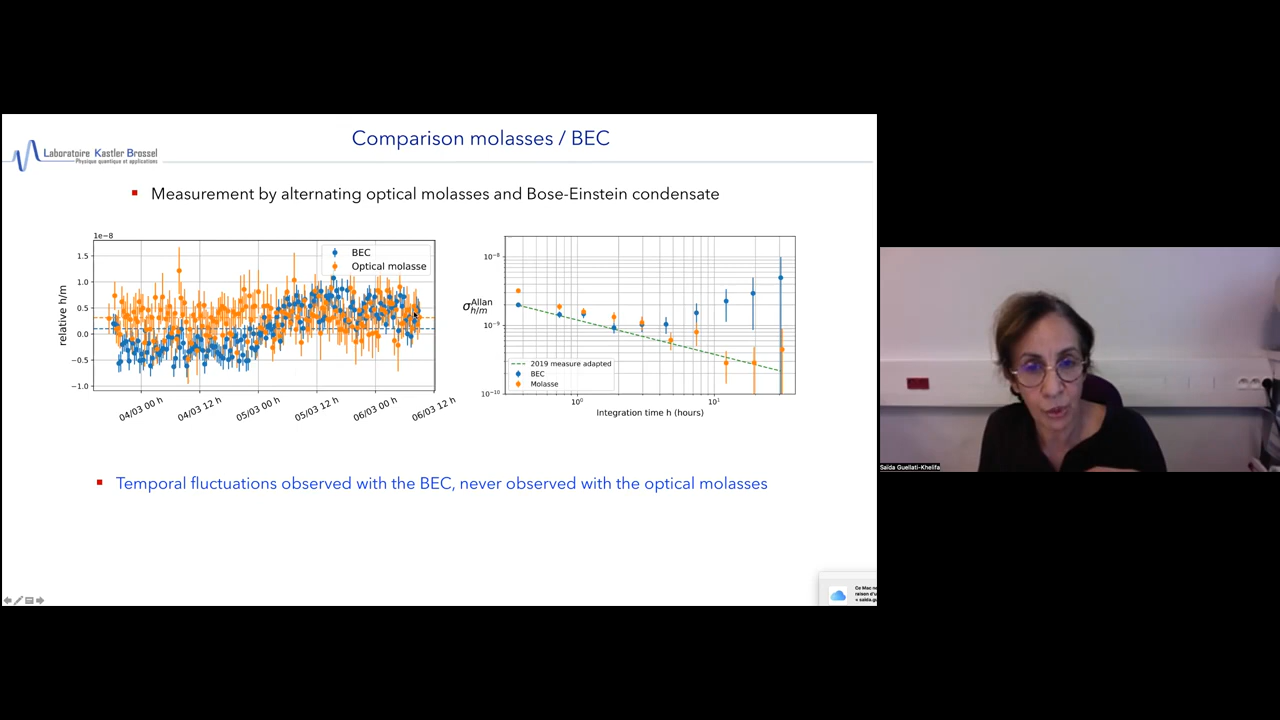 Comparison molasses / BEC
Laboratoire Kastler Brossel
Physique quantique et applications
Measurement by alternating optical molasses and Bose-Einstein condensate
1e−8
BEC
Optical molasse
1.5
1.0
0.5
0.0
−0.5
−1.0
relative h/m
04/03 00 h
04/03 12 h
05/03 00 h
05/03 12 h
06/03 00 h
06/03 12 h
10⁻⁸
10⁻⁹
10⁻¹⁰
σ Allan h/m
2019 measure adapted
BEC
Molasse
10⁰
10¹
Integration time h (hours)
Temporal fluctuations observed with the BEC, never observed with the optical molasses
Ce Mac
raison d'u
Saïda Guellati-Khelifa